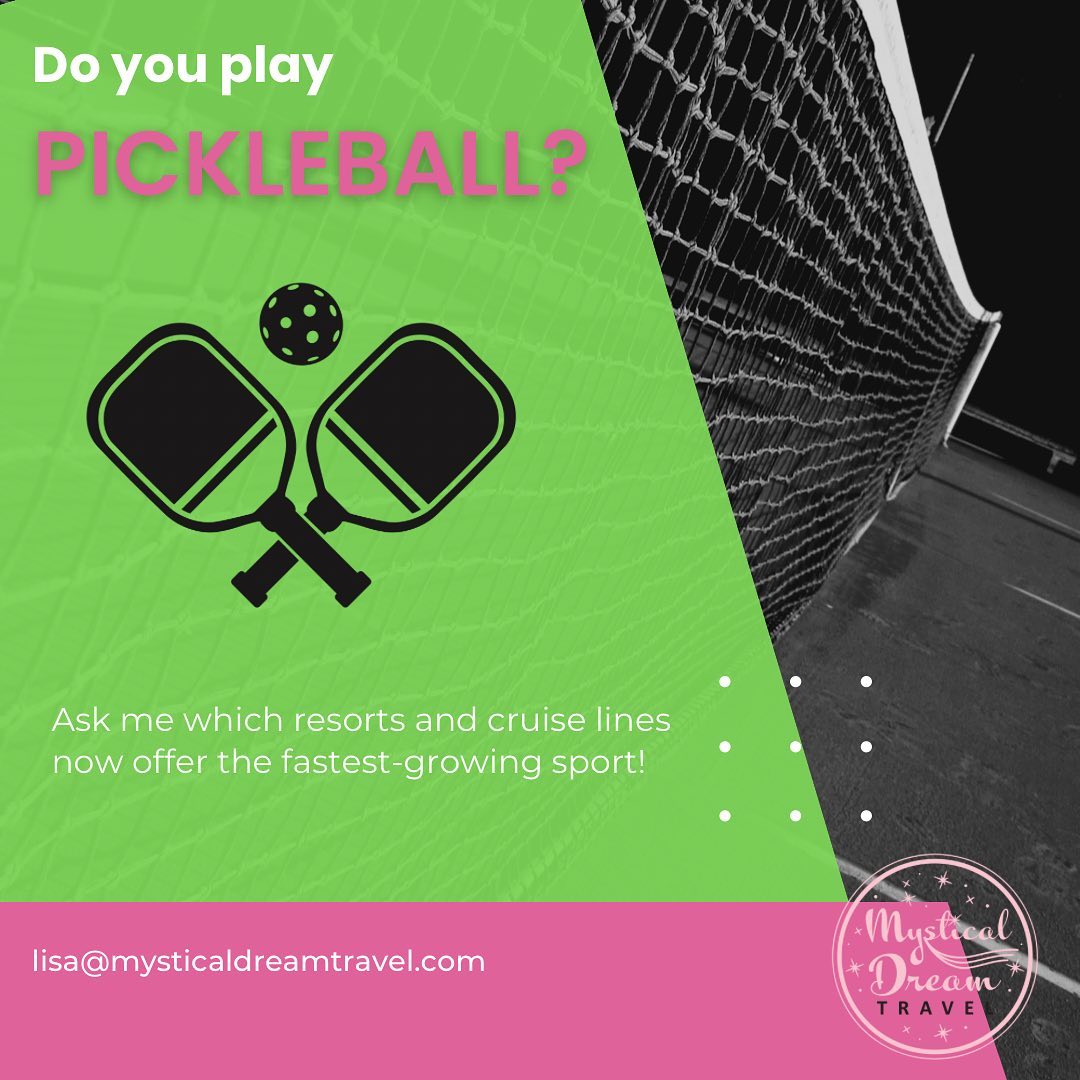 Do you play
PICKLEBALL?
Ask me which resorts and cruise lines
now offer the fastest-growing sport!
lisa@mysticaldreamtravel.com
Mystical
Dream
TRAVEL